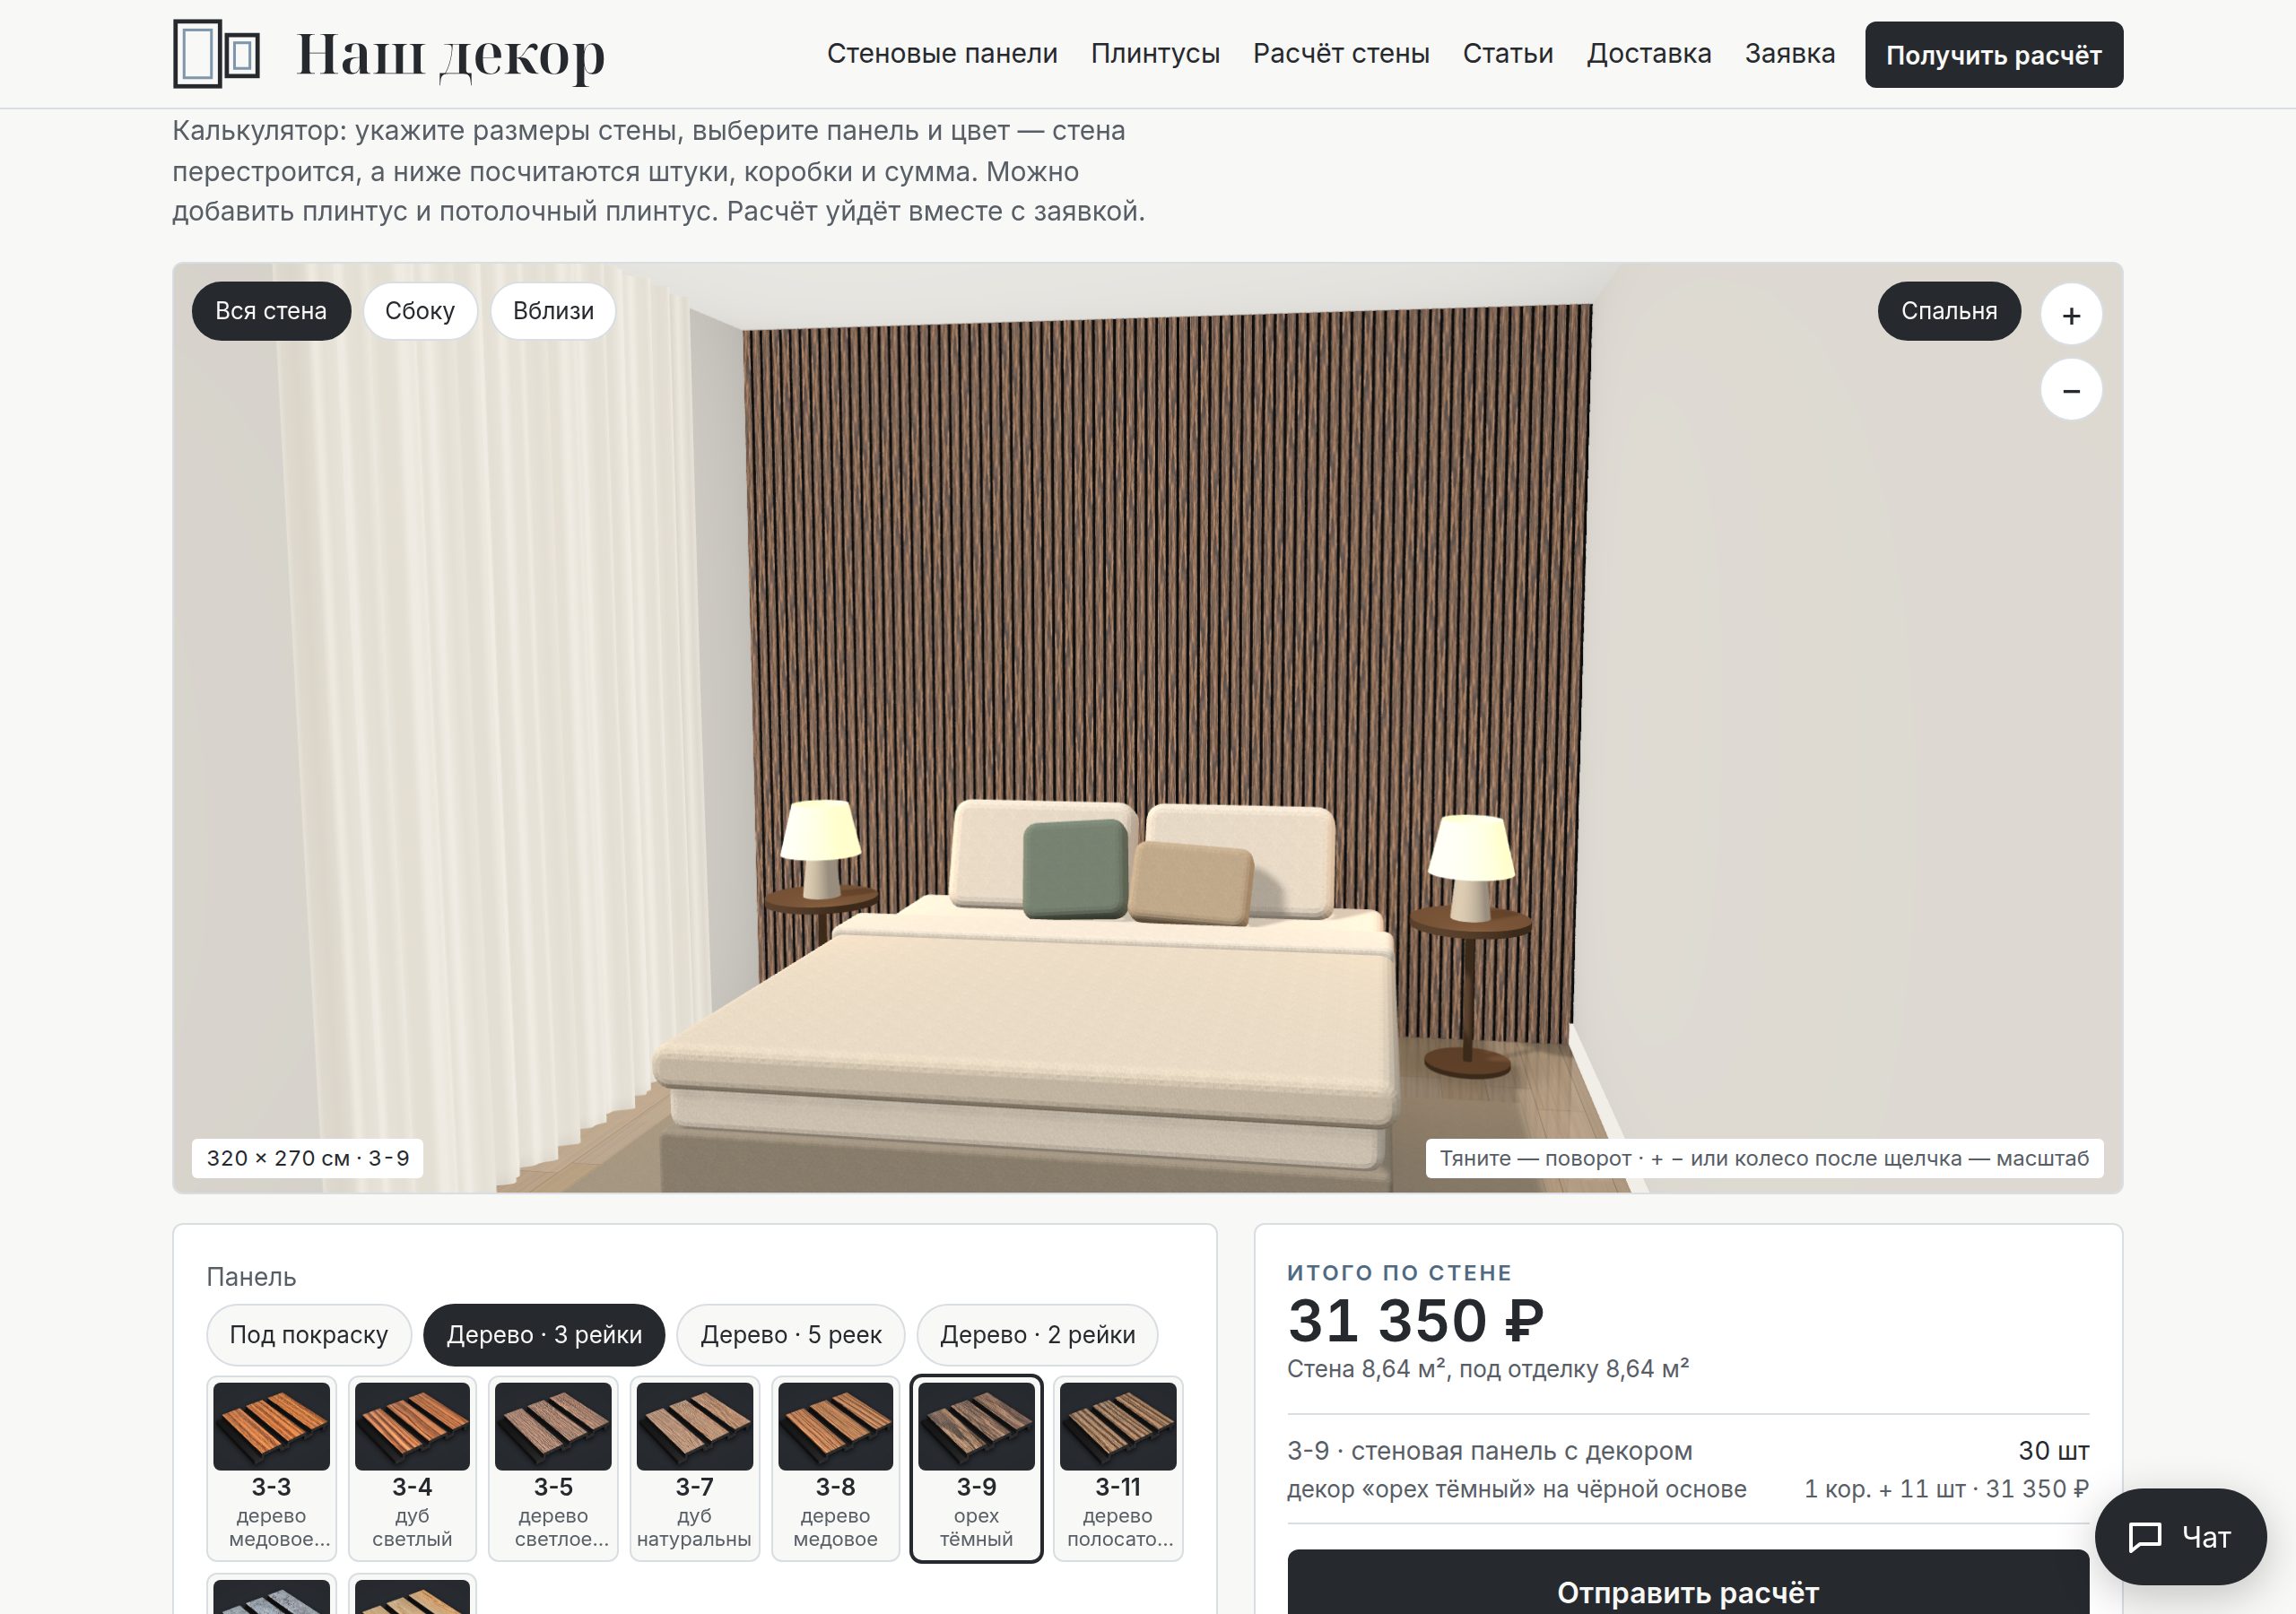 Наш декор
Стеновые панели
Плинтусы
Расчёт стены
Статьи
Доставка
Заявка
Получить расчёт
Калькулятор: укажите размеры стены, выберите панель и цвет — стена
перестроится, а ниже посчитаются штуки, коробки и сумма. Можно
добавить плинтус и потолочный плинтус. Расчёт уйдёт вместе с заявкой.
Вся стена
Сбоку
Вблизи
Спальня
+
−
320 × 270 см · 3-9
Тяните — поворот · + − или колесо после щелчка — масштаб
Панель
Под покраску
Дерево · 3 рейки
Дерево · 5 реек
Дерево · 2 рейки
3-3
дерево
медовое...
3-4
дуб
светлый
3-5
дерево
светлое...
3-7
дуб
натуральны
3-8
дерево
медовое
3-9
орех
тёмный
3-11
дерево
полосато...
ИТОГО ПО СТЕНЕ
31 350 ₽
Стена 8,64 м², под отделку 8,64 м²
3-9 · стеновая панель с декором
30 шт
декор «орех тёмный» на чёрной основе
1 кор. + 11 шт · 31 350 ₽
Отправить расчёт
Чат